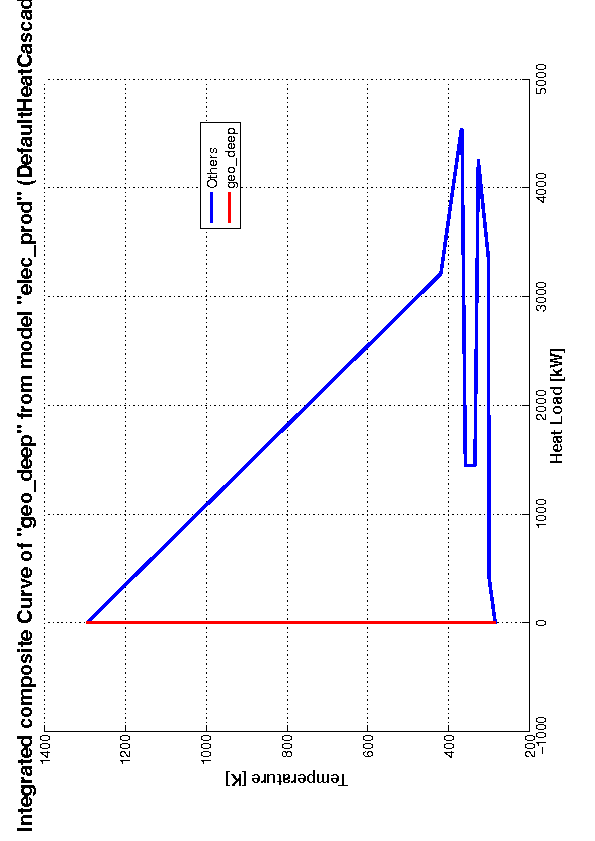 Integrated composite Curve of "geo_deep" from model "elec_prod" (DefaultHeatCascad
1400
1200
1000
800
600
400
200
Temperature [K]
Others
geo_deep
-1000
0
1000
2000
3000
4000
5000
Heat Load [kW]